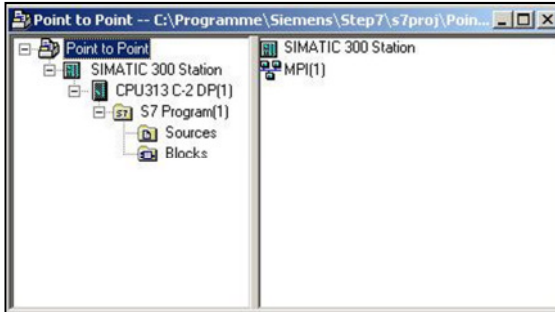 Point to Point -- C:\Programme\Siemens\Step7\s7proj\Poin...
Point to Point
SIMATIC 300 Station
CPU313 C-2 DP(1)
S7 Program(1)
Sources
Blocks
SIMATIC 300 Station
MPI(1)